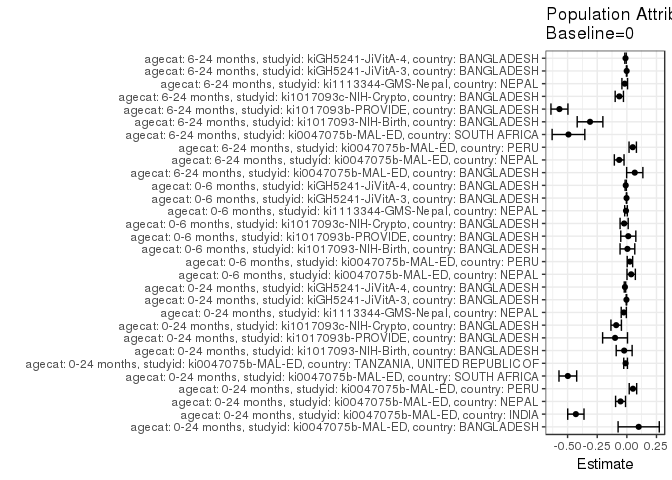 Population Attrib
Baseline=0
agecat: 6-24 months, studyid: kiGH5241-JiVitA-4, country: BANGLADESH
agecat: 6-24 months, studyid: kiGH5241-JiVitA-3, country: BANGLADESH
agecat: 6-24 months, studyid: ki1113344-GMS-Nepal, country: NEPAL
agecat: 6-24 months, studyid: ki1017093c-NIH-Crypto, country: BANGLADESH
agecat: 6-24 months, studyid: ki1017093b-PROVIDE, country: BANGLADESH
agecat: 6-24 months, studyid: ki1017093-NIH-Birth, country: BANGLADESH
agecat: 6-24 months, studyid: ki0047075b-MAL-ED, country: SOUTH AFRICA
agecat: 6-24 months, studyid: ki0047075b-MAL-ED, country: PERU
agecat: 6-24 months, studyid: ki0047075b-MAL-ED, country: NEPAL
agecat: 6-24 months, studyid: ki0047075b-MAL-ED, country: BANGLADESH
agecat: 0-6 months, studyid: kiGH5241-JiVitA-4, country: BANGLADESH
agecat: 0-6 months, studyid: kiGH5241-JiVitA-3, country: BANGLADESH
agecat: 0-6 months, studyid: ki1113344-GMS-Nepal, country: NEPAL
agecat: 0-6 months, studyid: ki1017093c-NIH-Crypto, country: BANGLADESH
agecat: 0-6 months, studyid: ki1017093b-PROVIDE, country: BANGLADESH
agecat: 0-6 months, studyid: ki1017093-NIH-Birth, country: BANGLADESH
agecat: 0-6 months, studyid: ki0047075b-MAL-ED, country: PERU
agecat: 0-6 months, studyid: ki0047075b-MAL-ED, country: NEPAL
agecat: 0-24 months, studyid: kiGH5241-JiVitA-4, country: BANGLADESH
agecat: 0-24 months, studyid: kiGH5241-JiVitA-3, country: BANGLADESH
agecat: 0-24 months, studyid: ki1113344-GMS-Nepal, country: NEPAL
agecat: 0-24 months, studyid: ki1017093c-NIH-Crypto, country: BANGLADESH
agecat: 0-24 months, studyid: ki1017093b-PROVIDE, country: BANGLADESH
agecat: 0-24 months, studyid: ki1017093-NIH-Birth, country: BANGLADESH
agecat: 0-24 months, studyid: ki0047075b-MAL-ED, country: TANZANIA, UNITED REPUBLIC OF
agecat: 0-24 months, studyid: ki0047075b-MAL-ED, country: SOUTH AFRICA
agecat: 0-24 months, studyid: ki0047075b-MAL-ED, country: PERU
agecat: 0-24 months, studyid: ki0047075b-MAL-ED, country: NEPAL
agecat: 0-24 months, studyid: ki0047075b-MAL-ED, country: INDIA
agecat: 0-24 months, studyid: ki0047075b-MAL-ED, country: BANGLADESH
-0.50 -0.25 0.00 0.25
Estimate